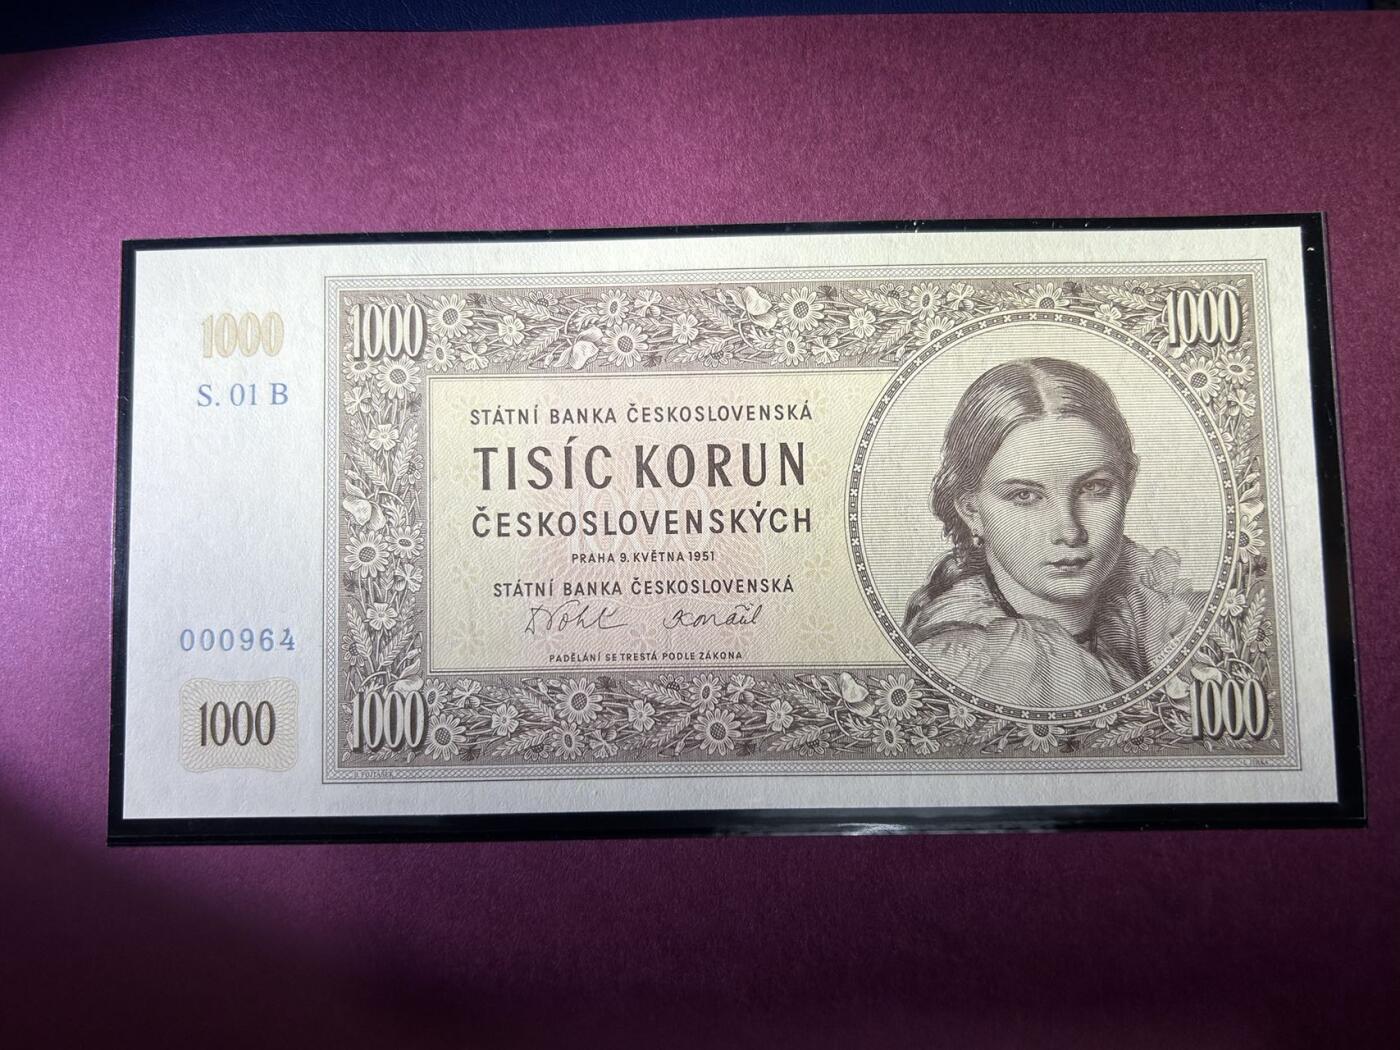 1000
S. 01 B
000964
1000
1000
1000
STÁTNÍ BANKA ČESKOSLOVENSKÁ
TISÍC KORUN
ČESKOSLOVENSKÝCH
PRAHA 9. KVĚTNA 1951
STÁTNÍ BANKA ČESKOSLOVENSKÁ
PADĚLÁNÍ SE TRESTÁ PODLE ZÁKONA
1000
1000